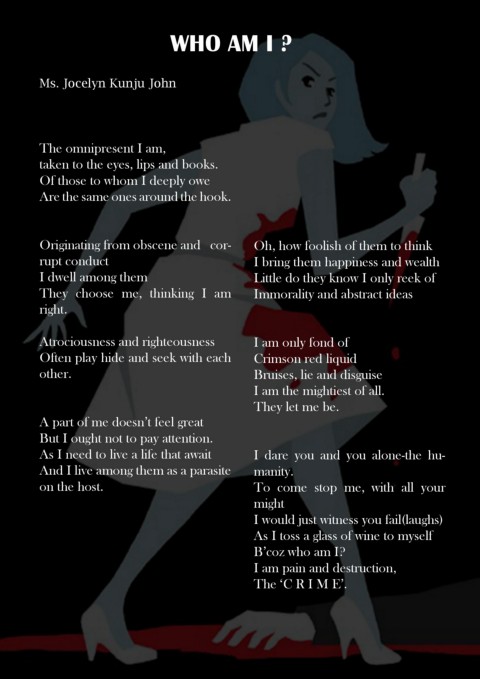 WHO AM I ?
Ms. Jocelyn Kunju John
The omnipresent I am,
taken to the eyes, lips and books.
Of those to whom I deeply owe
Are the same ones around the hook.
Originating from obscene and cor-
rupt conduct
I dwell among them
They choose me, thinking I am
right.
Atrociousness and righteousness
Often play hide and seek with each
other.
A part of me doesn't feel great
But I ought not to pay attention.
As I need to live a life that await
And I live among them as a parasite
on the host.
Oh, how foolish of them to think
I bring them happiness and wealth
Little do they know I only reek of
Immorality and abstract ideas
I am only fond of
Crimson red liquid
Bruises, lie and disguise
I am the mightiest of all.
They let me be.
I dare you and you alone-the hu-
manity.
To come stop me, with all your
might
I would just witness you fail(laughs)
As I toss a glass of wine to myself
B'coz who am I?
I am pain and destruction,
The 'C R I M E'.